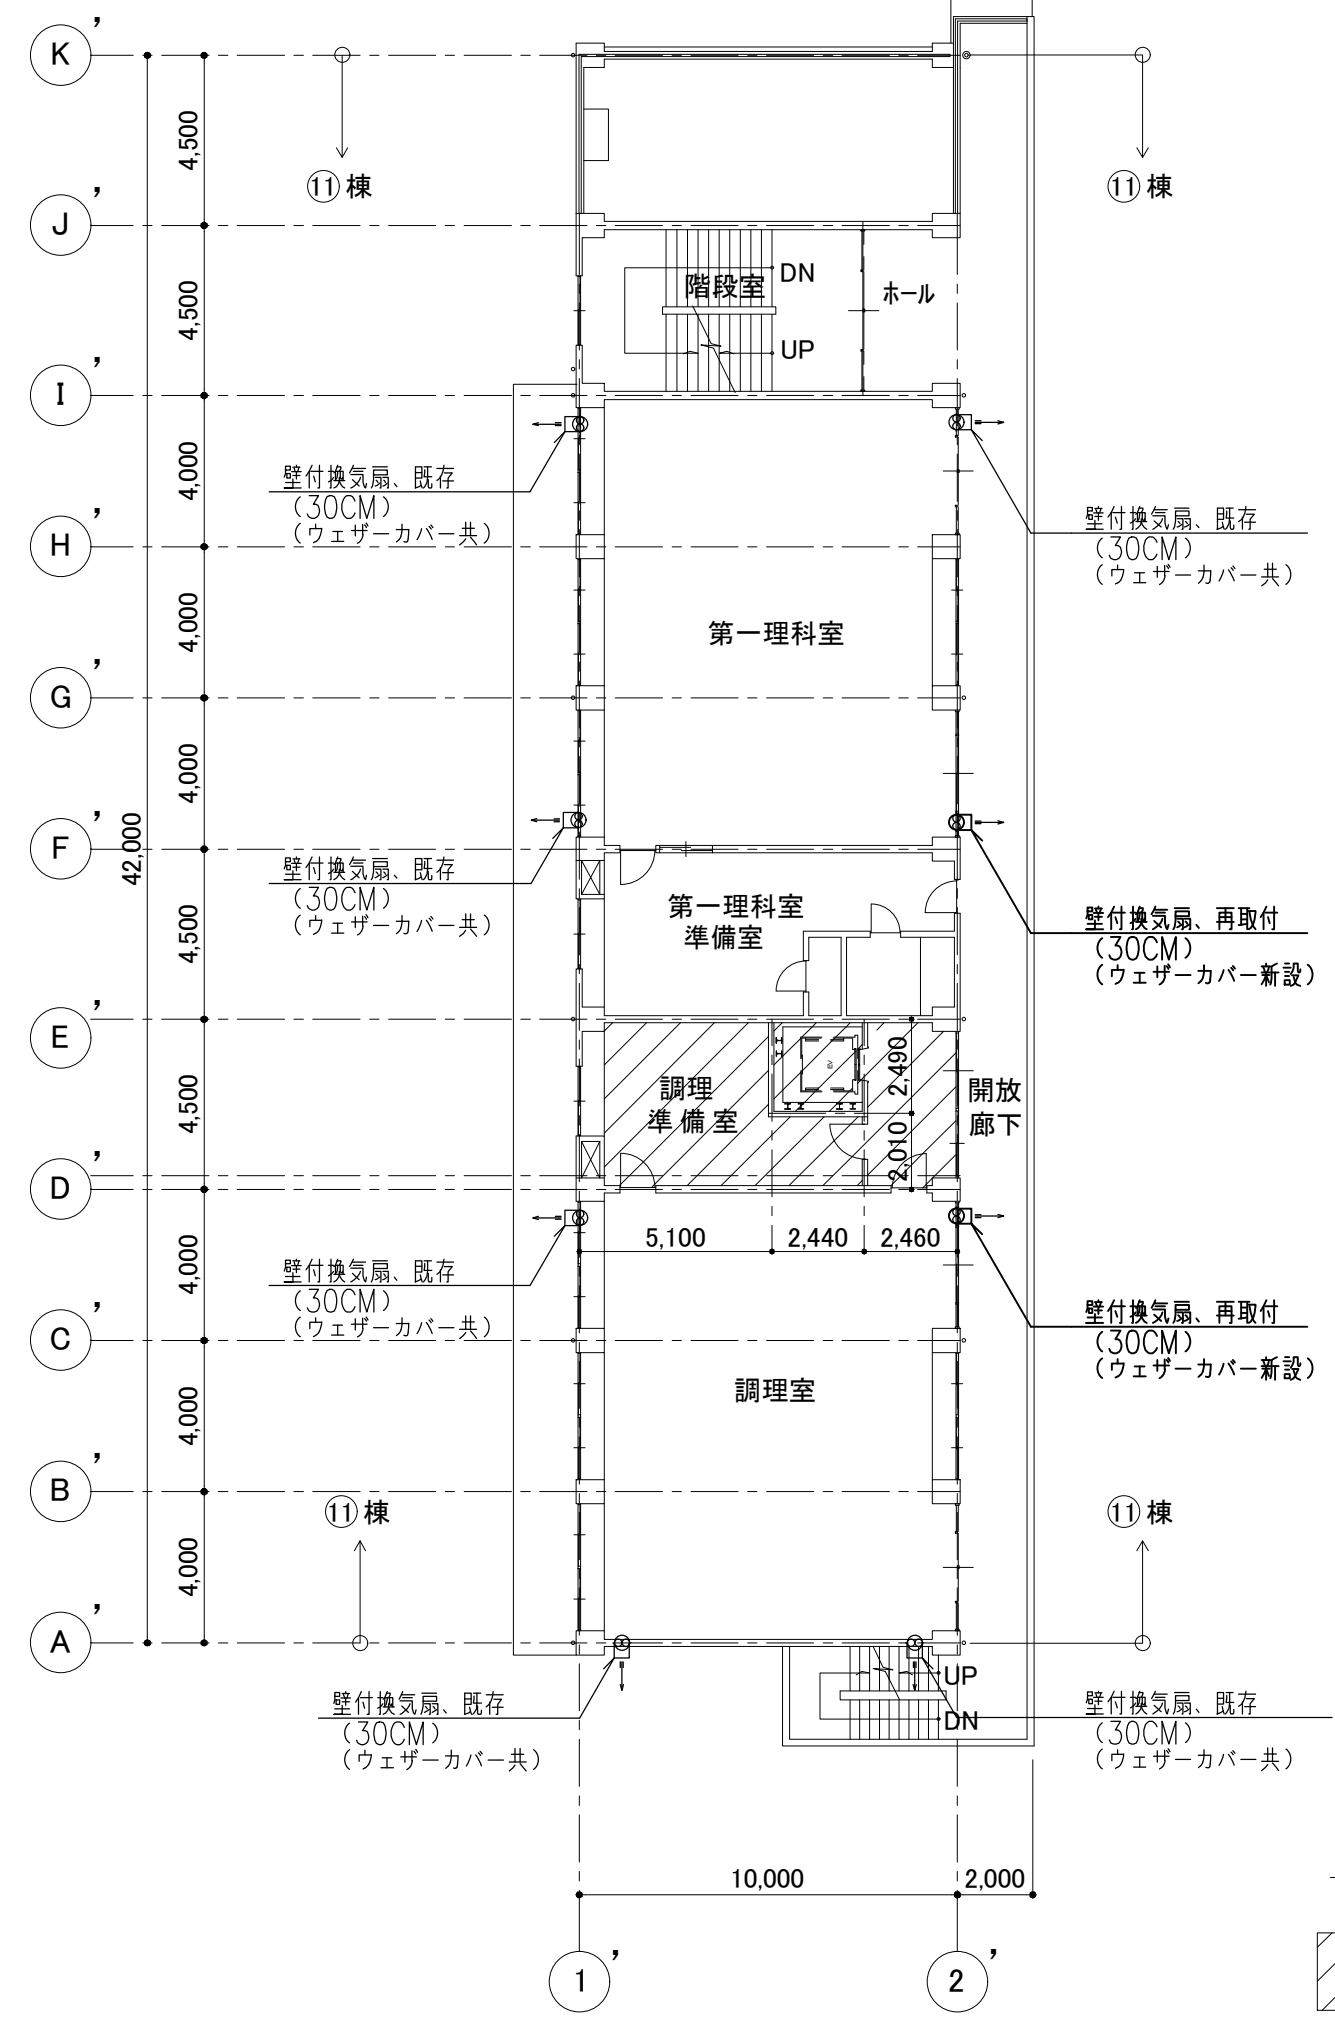 K'
4,500
⑪棟
⑪棟
J'
4,500
階段室
DN
UP
ホール
I'
4,000
壁付換気扇、既存
(30CM)
(ウェザーカバー共)
壁付換気扇、既存
(30CM)
(ウェザーカバー共)
H'
4,000
第一理科室
G'
4,000
42,000
F'
壁付換気扇、既存
(30CM)
(ウェザーカバー共)
4,500
第一理科室
準備室
壁付換気扇、再取付
(30CM)
(ウェザーカバー新設)
E'
4,500
調理
準備室
EV
2,490
2,010
開放
廊下
D'
4,000
5,100
2,440
2,460
壁付換気扇、既存
(30CM)
(ウェザーカバー共)
壁付換気扇、再取付
(30CM)
(ウェザーカバー新設)
C'
4,000
調理室
B'
4,000
⑪棟
⑪棟
A'
UP
DN
壁付換気扇、既存
(30CM)
(ウェザーカバー共)
壁付換気扇、既存
(30CM)
(ウェザーカバー共)
10,000
2,000
1'
2'